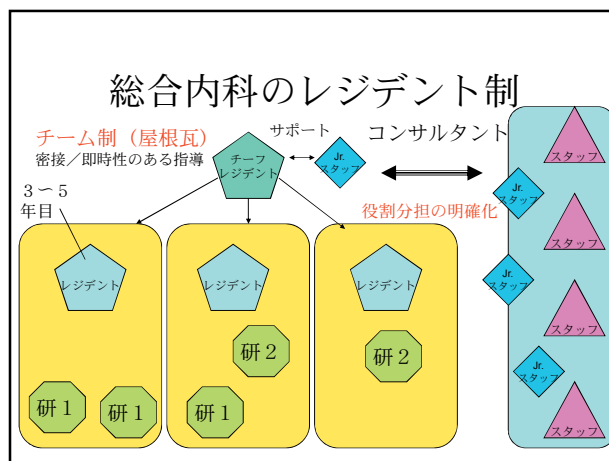 総合内科のレジデント制
チーム制（屋根瓦）
密接／即時性のある指導
サポート
コンサルタント
チーフ
レジデント
Jr.
スタッフ
３〜５
年目
役割分担の明確化
レジデント
レジデント
レジデント
研２
研２
研１
研１
研１
スタッフ
Jr.
スタッフ
スタッフ
Jr.
スタッフ
スタッフ
Jr.
スタッフ
スタッフ